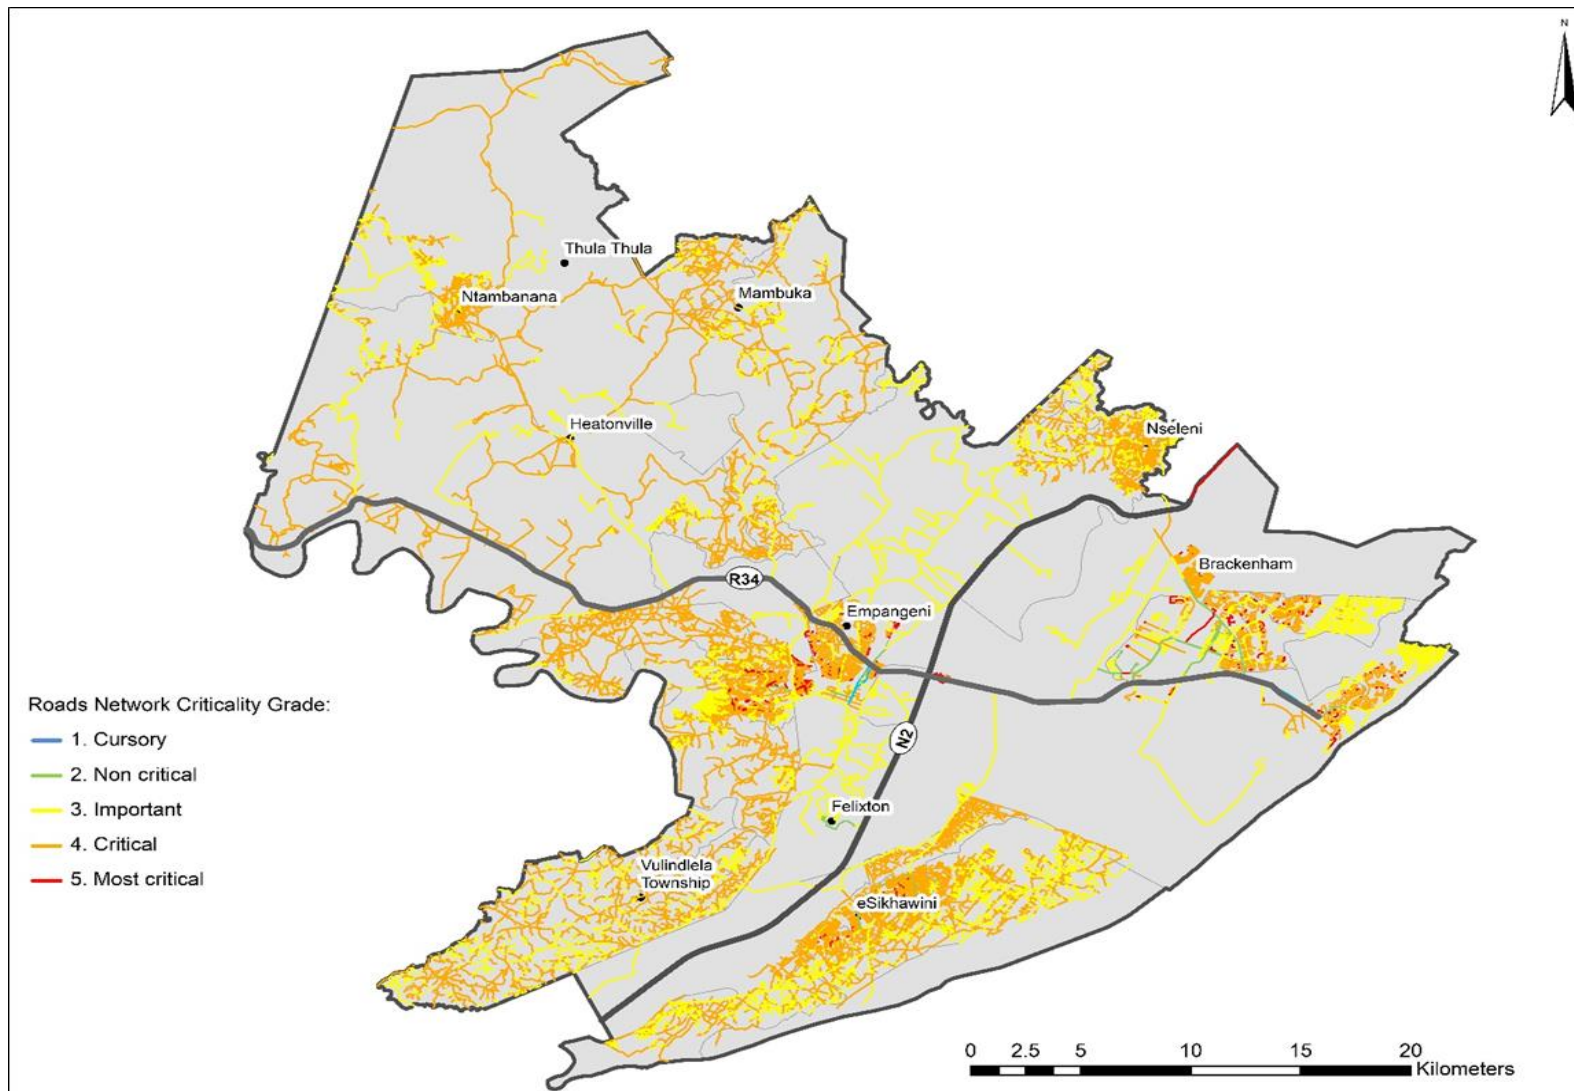 N
Thula Thula
Ntambanana
Mambuka
Heatonville
Nseleni
Brackenham
R34
Empangeni
N2
Felixton
Vulindlela
Township
eSikhawini
Roads Network Criticality Grade:
1. Cursory
2. Non critical
3. Important
4. Critical
5. Most critical
0 2.5 5 10 15 20
Kilometers